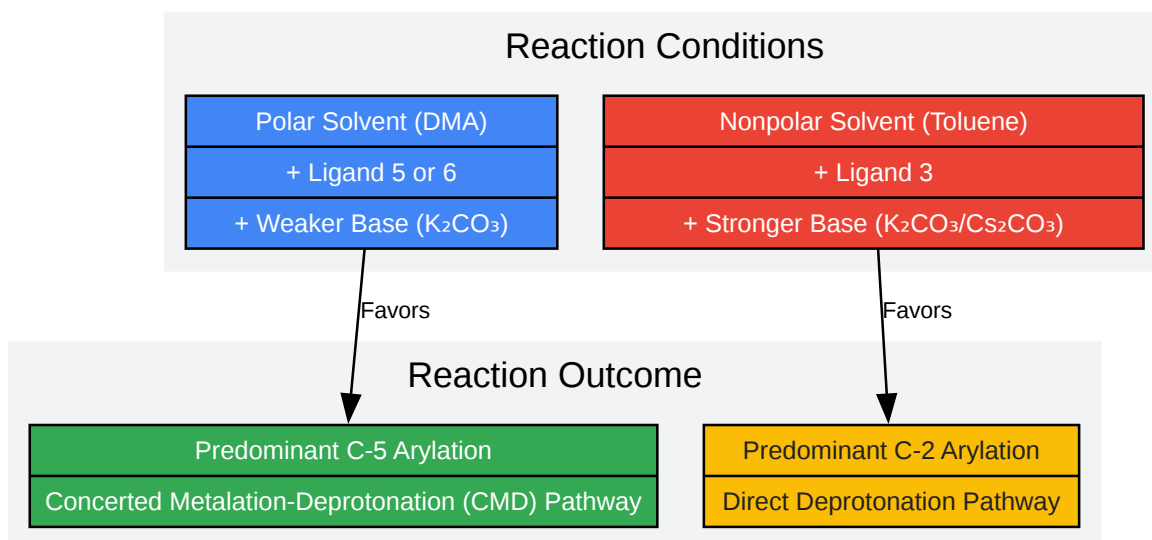 Reaction Conditions
Polar Solvent (DMA)
+ Ligand 5 or 6
+ Weaker Base (K₂CO₃)
Nonpolar Solvent (Toluene)
+ Ligand 3
+ Stronger Base (K₂CO₃/Cs₂CO₃)
Favors
Favors
Reaction Outcome
Predominant C-5 Arylation
Concerted Metalation-Deprotonation (CMD) Pathway
Predominant C-2 Arylation
Direct Deprotonation Pathway